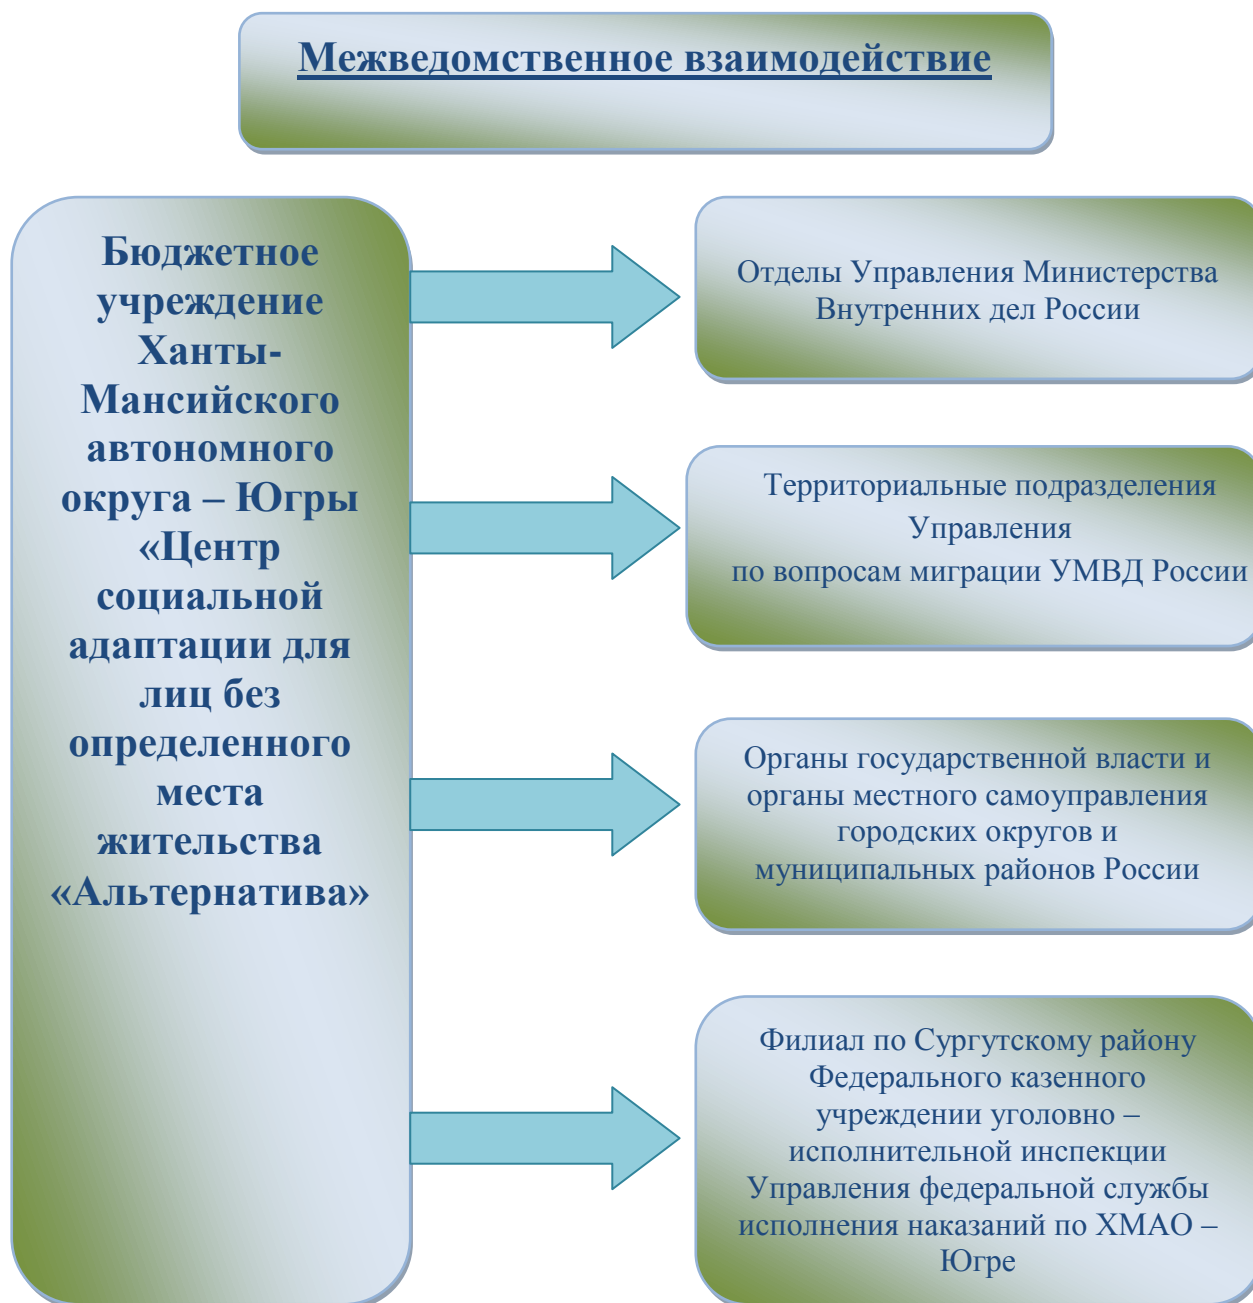 Межведомственное взаимодействие
Бюджетное
учреждение
Ханты-
Мансийского
автономного
округа – Югры
«Центр
социальной
адаптации для
лиц без
определенного
места
жительства
«Альтернатива»
Отделы Управления Министерства
Внутренних дел России
Территориальные подразделения
Управления
по вопросам миграции УМВД России
Органы государственной власти и
органы местного самоуправления
городских округов и
муниципальных районов России
Филиал по Сургутскому району
Федерального казенного
учреждении уголовно –
исполнительной инспекции
Управления федеральной службы
исполнения наказаний по ХМАО –
Югре